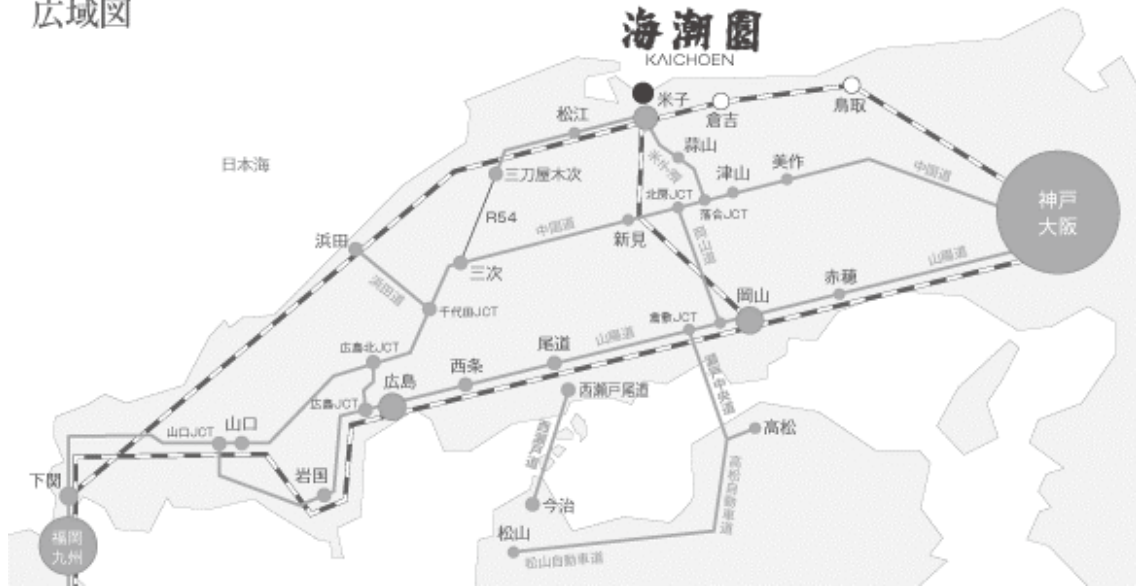 広域図
海潮園
KAICHOEN
米子
倉吉
鳥取
松江
蒜山
日本海
三刀屋木次
米子道
津山
美作
中国道
神戸
大阪
北房JCT
落合JCT
R54
中国道
新見
岡山道
浜田
三次
山陽道
赤穂
浜田道
岡山
千代田JCT
倉敷JCT
山陽道
尾道
広島北JCT
西条
瀬戸中央道
広島
西瀬戸尾道
広島JCT
山口JCT
山口
西瀬戸道
高松
下関
岩国
高松自動車道
今治
福岡
九州
松山
松山自動車道